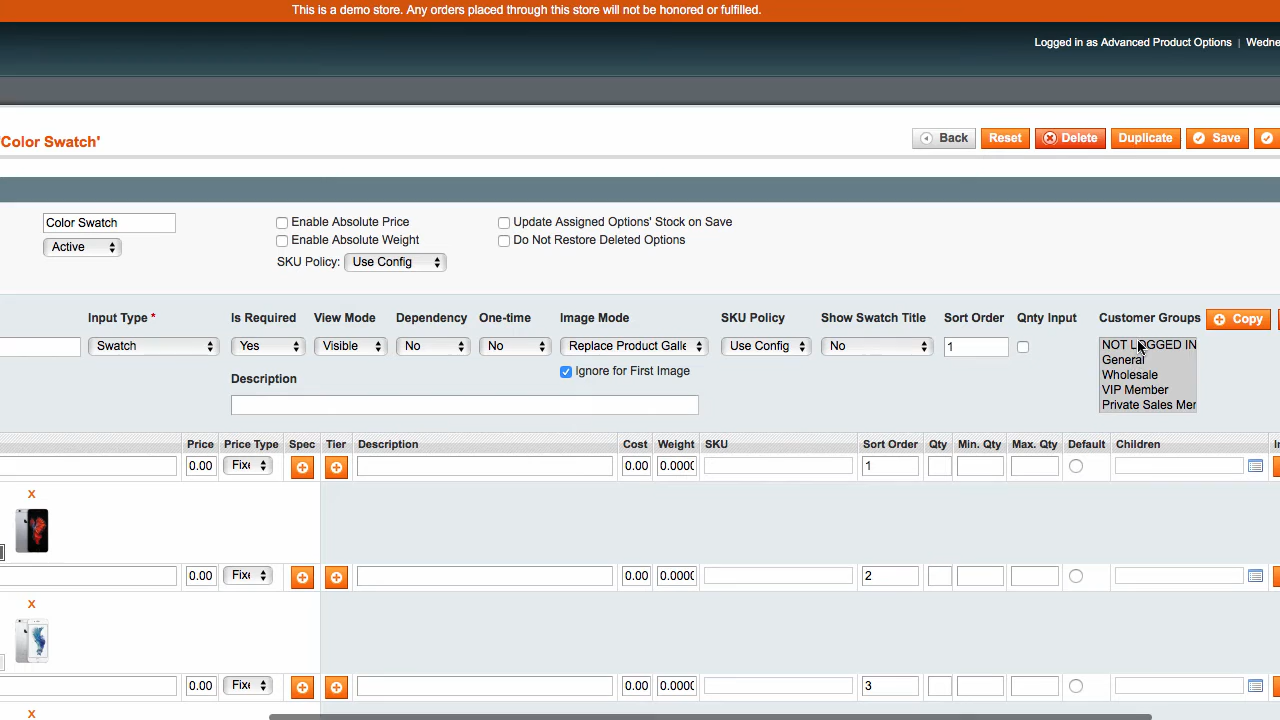 This is a demo store. Any orders placed through this store will not be honored or fulfilled.
Logged in as Advanced Product Options | Wedne
'Color Swatch'
Back Reset Delete Duplicate Save
Color Swatch
Enable Absolute Price
Update Assigned Options' Stock on Save
Active
Enable Absolute Weight
Do Not Restore Deleted Options
SKU Policy: Use Config
Input Type * Is Required View Mode Dependency One-time Image Mode SKU Policy Show Swatch Title Sort Order Qnty Input Customer Groups Copy
Swatch Yes Visible No No Replace Product Galle Use Config No 1
NOT LOGGED IN
General
Wholesale
VIP Member
Private Sales Mer
Ignore for First Image
Description
Price Price Type Spec Tier Description Cost Weight SKU Sort Order Qty Min. Qty Max. Qty Default Children
0.00 Fixe 0.00 0.000 1
X
0.00 Fixe 0.00 0.000 2
X
0.00 Fixe 0.00 0.000 3
X